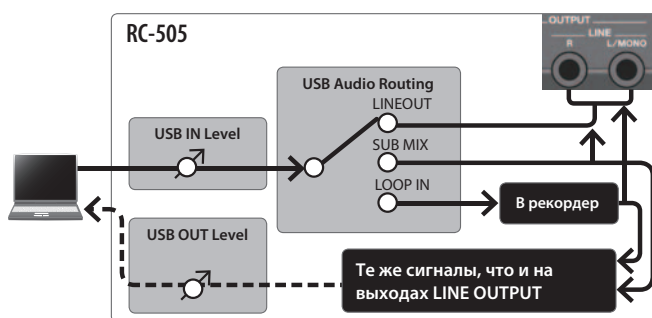 RC-505
OUTPUT
LINE
R L/MONO
USB Audio Routing
LINEOUT
USB IN Level
SUB MIX
LOOP IN
В рекордер
USB OUT Level
Те же сигналы, что и на
выходах LINE OUTPUT